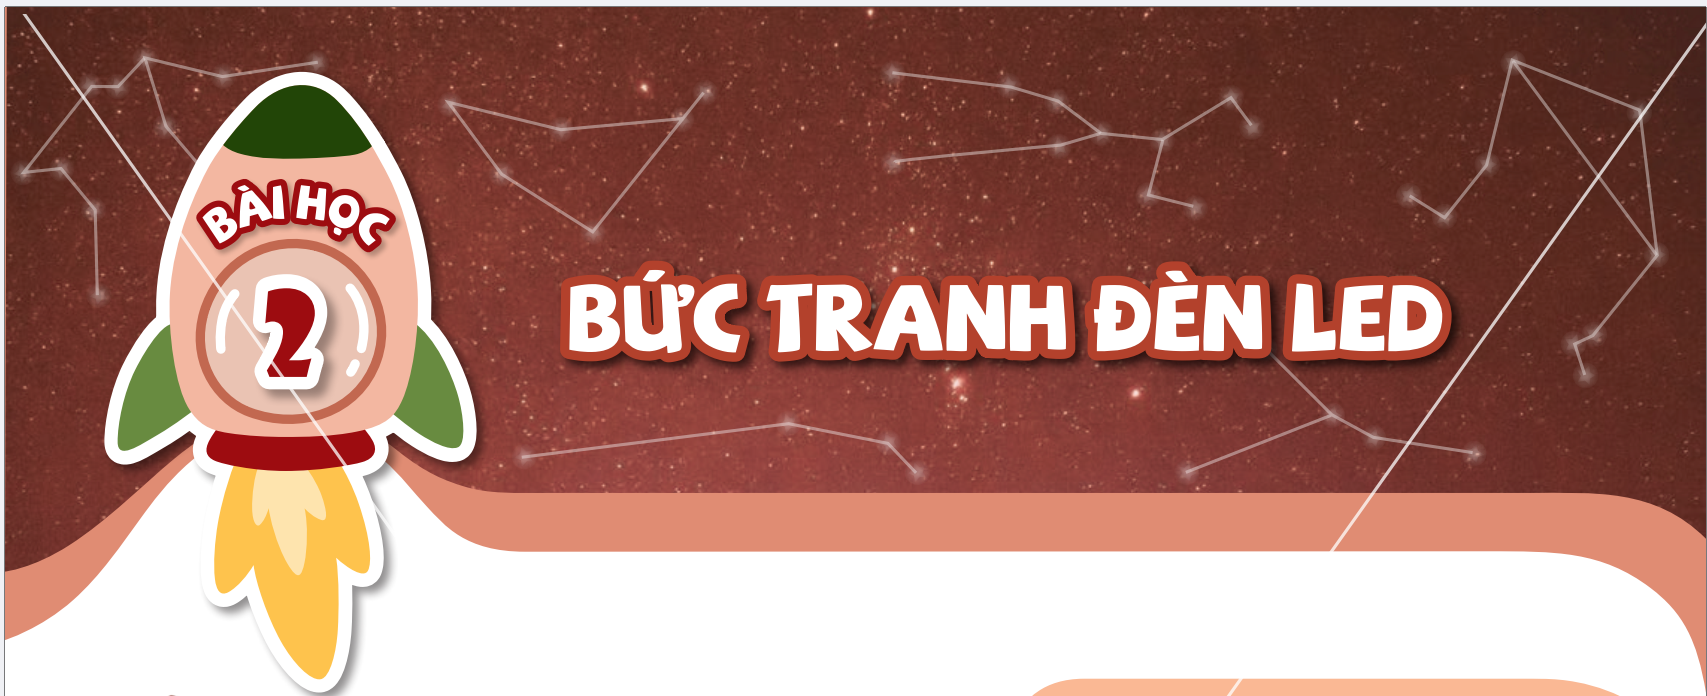 BÀI HỌC
2
BỨC TRANH ĐÈN LED